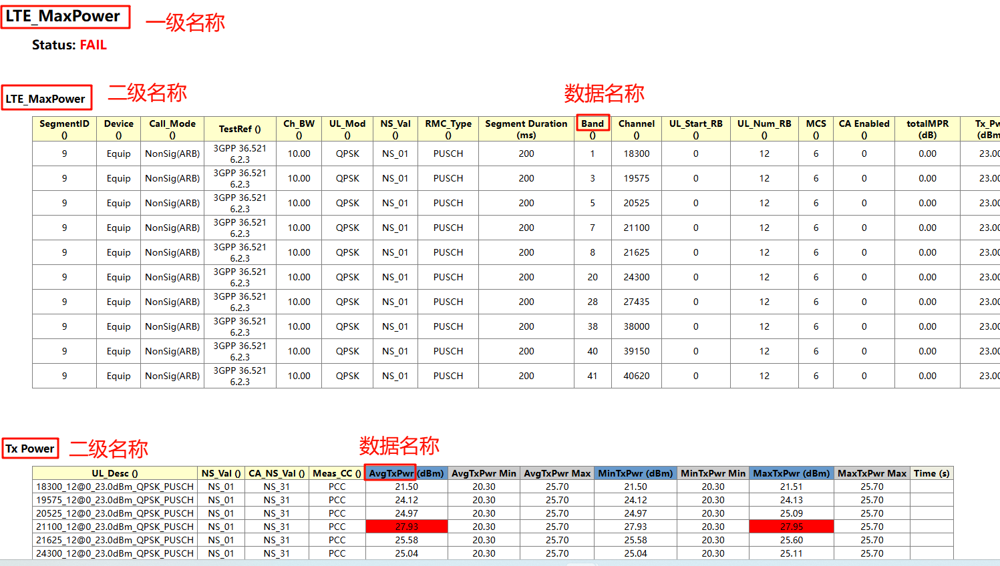 LTE_MaxPower 一级名称
Status: FAIL
LTE_MaxPower 二级名称 数据名称
SegmentID () Device () Call_Mode () TestRef () Ch_BW () UL_Mod () NS_Val () RMC_Type () Segment Duration (ms) Band () Channel () UL_Start_RB () UL_Num_RB () MCS () CA Enabled () totalMPR (dB) Tx_Pw (dBm
9 Equip NonSig(ARB) 3GPP 36.521 6.2.3 10.00 QPSK NS_01 PUSCH 200 1 18300 0 12 6 0 0.00 23.00
9 Equip NonSig(ARB) 3GPP 36.521 6.2.3 10.00 QPSK NS_01 PUSCH 200 3 19575 0 12 6 0 0.00 23.00
9 Equip NonSig(ARB) 3GPP 36.521 6.2.3 10.00 QPSK NS_01 PUSCH 200 5 20525 0 12 6 0 0.00 23.00
9 Equip NonSig(ARB) 3GPP 36.521 6.2.3 10.00 QPSK NS_01 PUSCH 200 7 21100 0 12 6 0 0.00 23.00
9 Equip NonSig(ARB) 3GPP 36.521 6.2.3 10.00 QPSK NS_01 PUSCH 200 8 21625 0 12 6 0 0.00 23.00
9 Equip NonSig(ARB) 3GPP 36.521 6.2.3 10.00 QPSK NS_01 PUSCH 200 20 24300 0 12 6 0 0.00 23.00
9 Equip NonSig(ARB) 3GPP 36.521 6.2.3 10.00 QPSK NS_01 PUSCH 200 28 27435 0 12 6 0 0.00 23.00
9 Equip NonSig(ARB) 3GPP 36.521 6.2.3 10.00 QPSK NS_01 PUSCH 200 38 38000 0 12 6 0 0.00 23.00
9 Equip NonSig(ARB) 3GPP 36.521 6.2.3 10.00 QPSK NS_01 PUSCH 200 40 39150 0 12 6 0 0.00 23.00
9 Equip NonSig(ARB) 3GPP 36.521 6.2.3 10.00 QPSK NS_01 PUSCH 200 41 40620 0 12 6 0 0.00 23.00
Tx Power 二级名称 数据名称
UL_Desc () NS_Val () CA_NS_Val () Meas_CC () AvgTxPwr (dBm) AvgTxPwr Min AvgTxPwr Max MinTxPwr (dBm) MinTxPwr Min MaxTxPwr (dBm) MaxTxPwr Max Time (s)
18300_12@0_23.0dBm_QPSK_PUSCH NS_01 NS_31 PCC 21.50 20.30 25.70 21.50 20.30 21.51 25.70
19575_12@0_23.0dBm_QPSK_PUSCH NS_01 NS_31 PCC 24.12 20.30 25.70 24.12 20.30 24.13 25.70
20525_12@0_23.0dBm_QPSK_PUSCH NS_01 NS_31 PCC 24.97 20.30 25.70 24.97 20.30 25.09 25.70
21100_12@0_23.0dBm_QPSK_PUSCH NS_01 NS_31 PCC 27.93 20.30 25.70 27.93 20.30 27.95 25.70
21625_12@0_23.0dBm_QPSK_PUSCH NS_01 NS_31 PCC 25.58 20.30 25.70 25.58 20.30 25.60 25.70
24300_12@0_23.0dBm_QPSK_PUSCH NS_01 NS_31 PCC 25.04 20.30 25.70 25.04 20.30 25.11 25.70